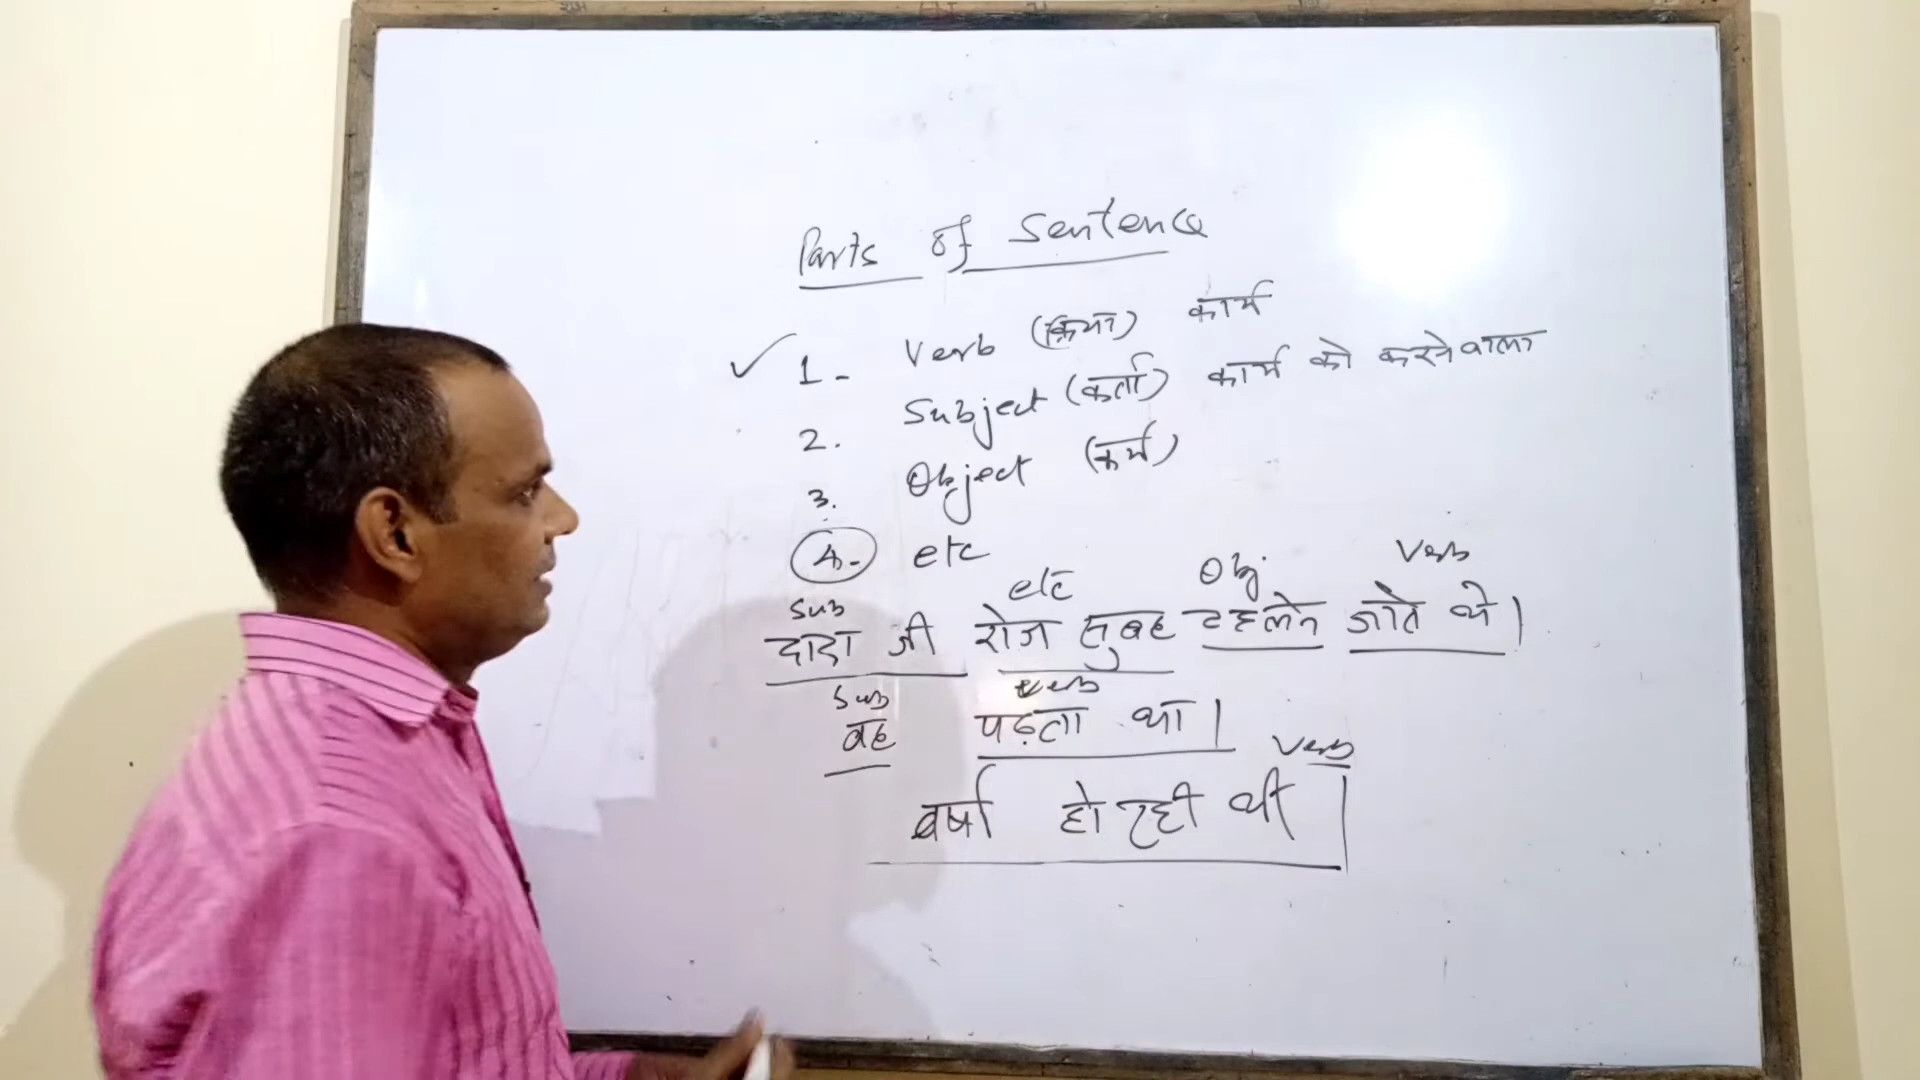 Parts of Sentence
✓ 1- Verb (क्रिया) कार्य
2. Subject (कर्ता) कार्य को करने वाला
3. Object (कर्म)
4- etc
Sub etc Obj Verb
दादा जी रोज सुबह टहलने जाते थे।
Sub Verb
वह पढ़ता था।
Verb
वर्षा हो रही थी।